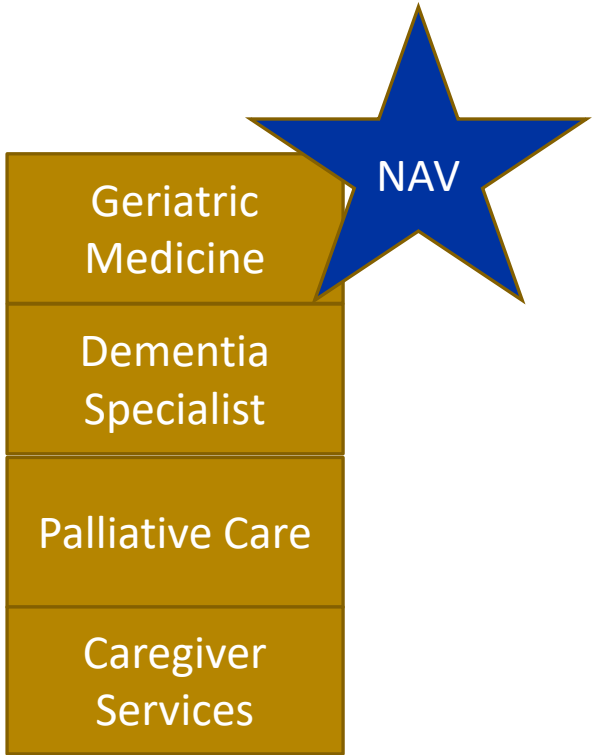 NAV
Geriatric
Medicine
Dementia
Specialist
Palliative Care
Caregiver
Services